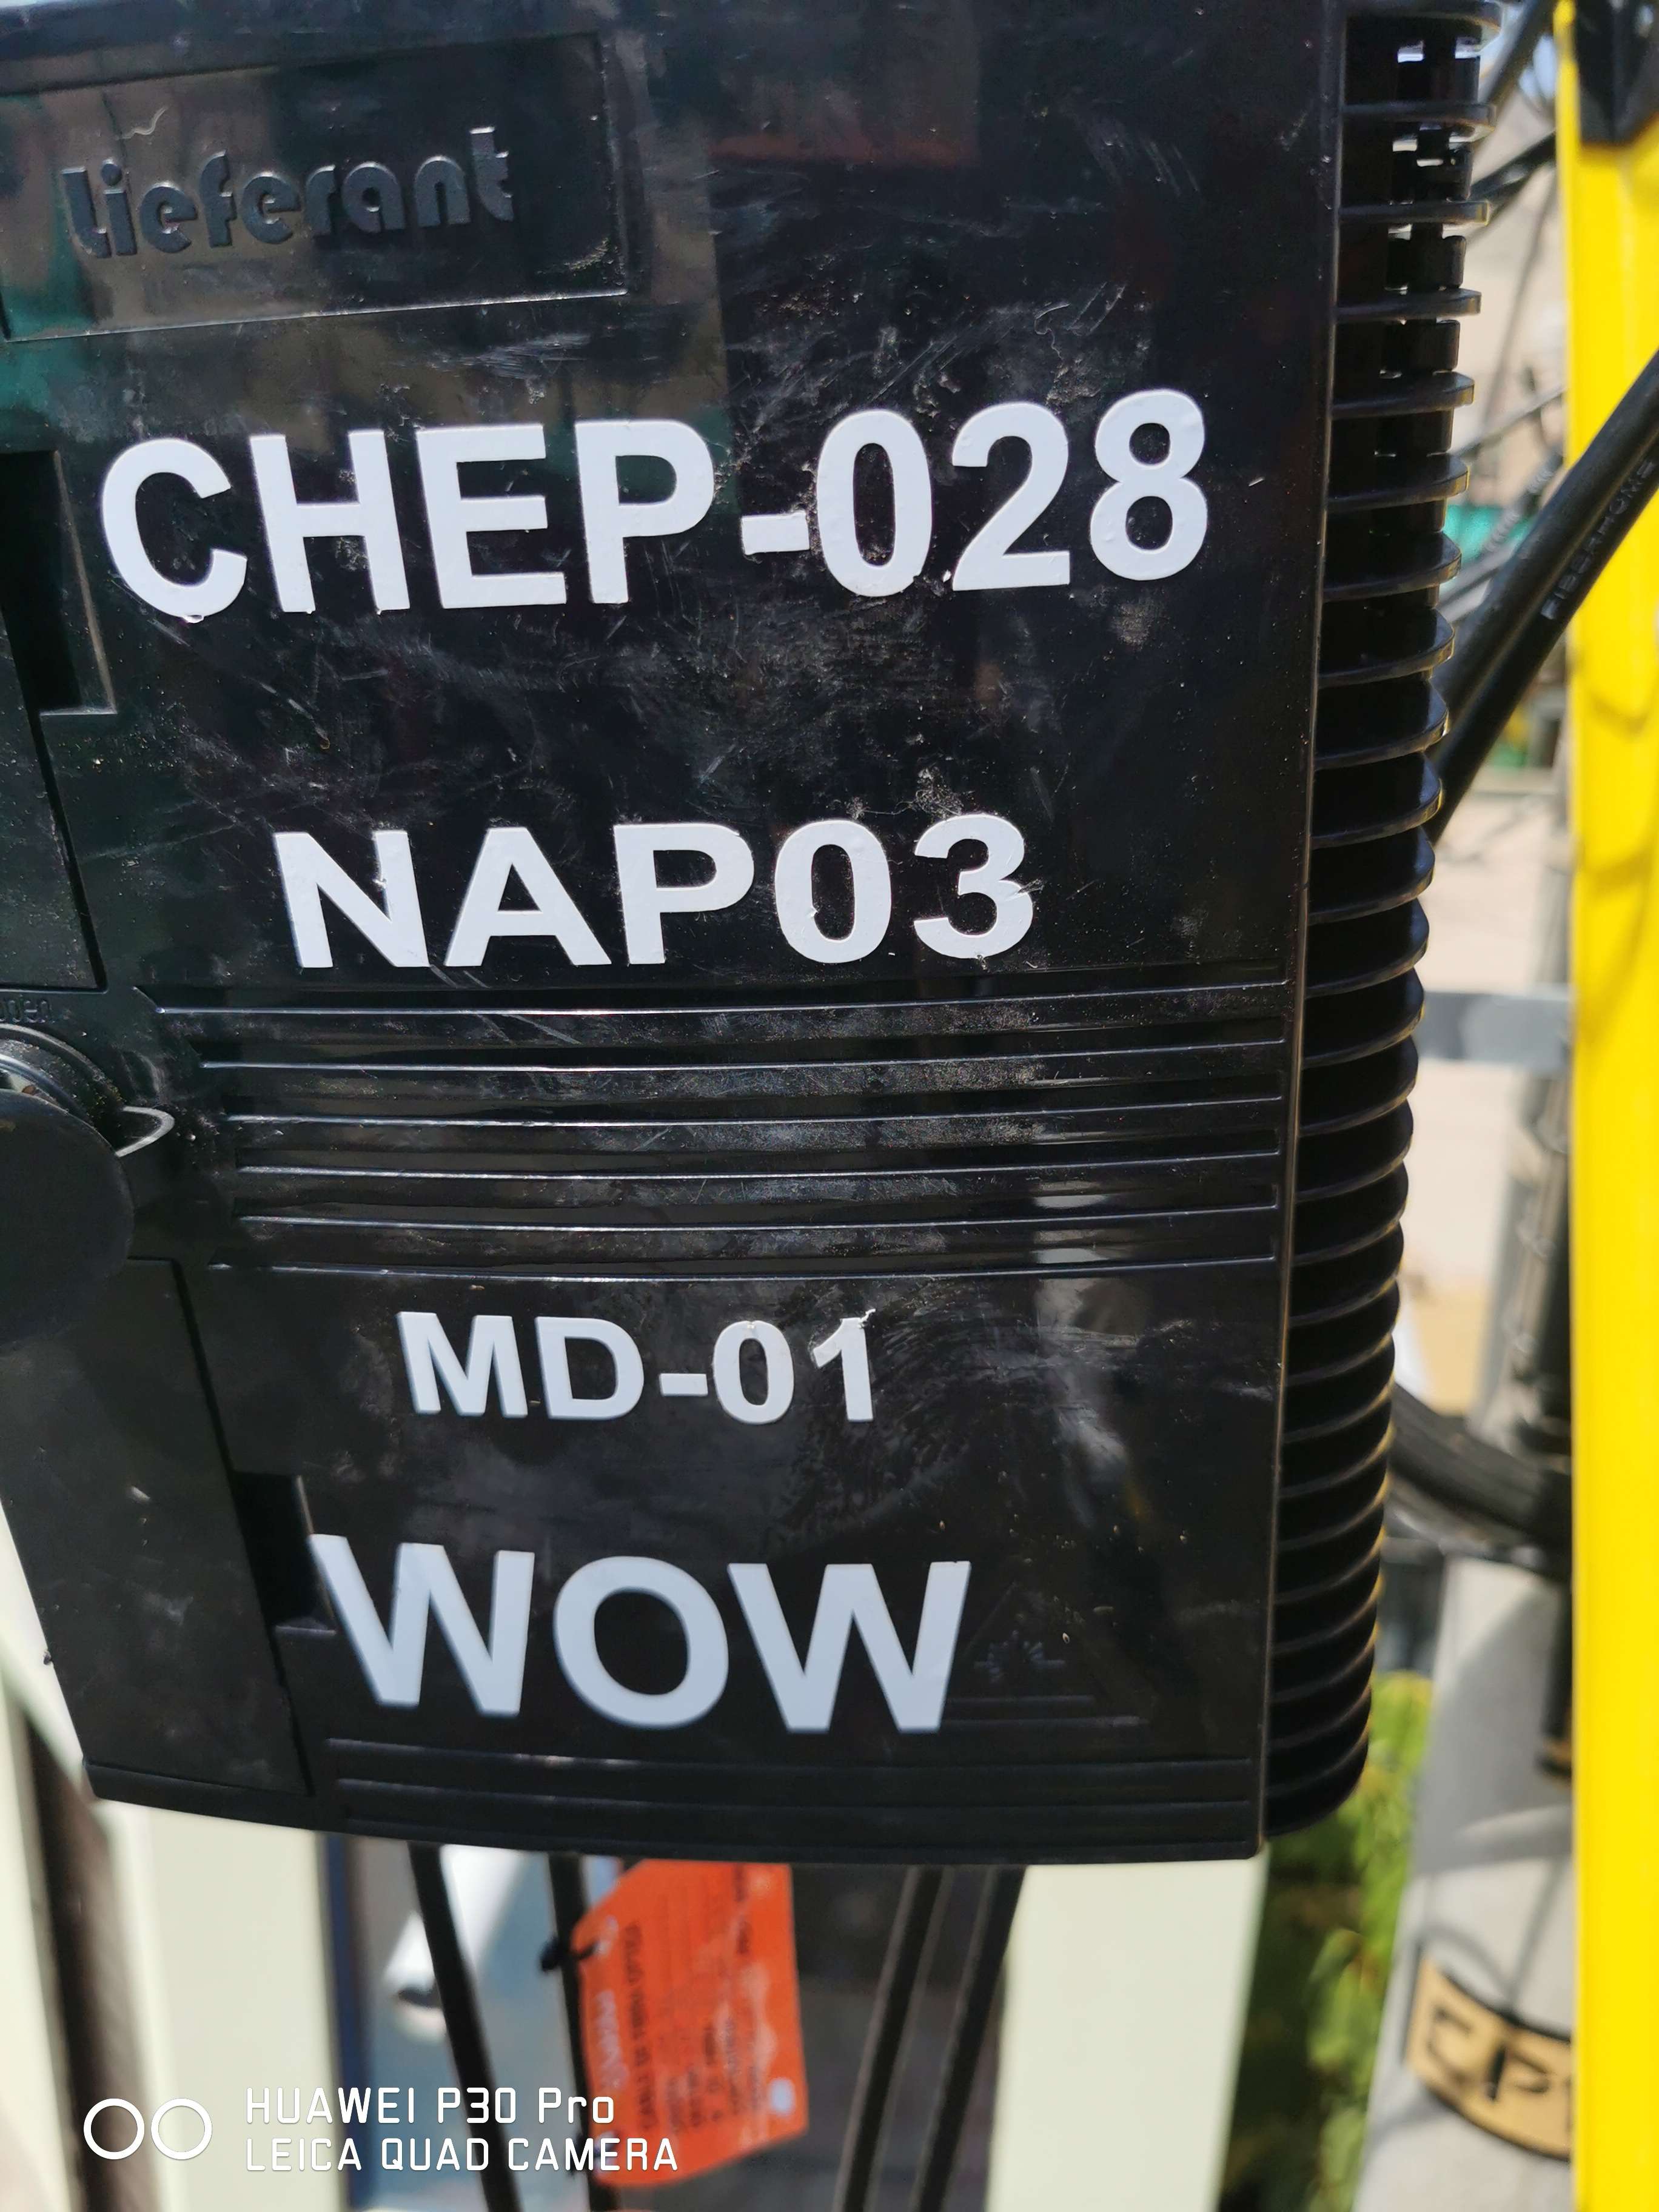 Lieferant
CHEP-028
NAP03
MD-01
WOW
HUAWEI P30 Pro
LEICA QUAD CAMERA